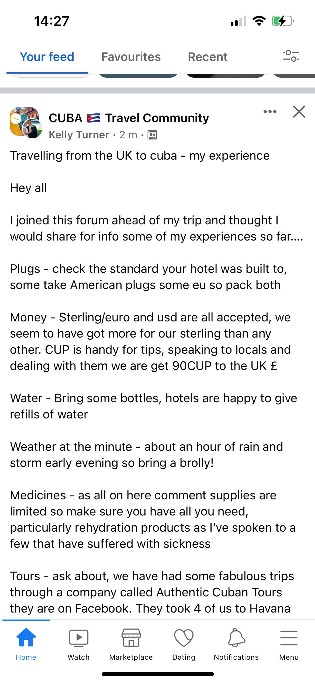 14:27
Your feed
Favourites
Recent
CUBA 🇨🇺 Travel Community
Kelly Turner · 2 m ·
Travelling from the UK to cuba - my experience
Hey all
I joined this forum ahead of my trip and thought I
would share for info some of my experiences so far....
Plugs - check the standard your hotel was built to,
some take American plugs some eu so pack both
Money - Sterling/euro and usd are all accepted, we
seem to have got more for our sterling than any
other. CUP is handy for tips, speaking to locals and
dealing with them we are get 90CUP to the UK £
Water - Bring some bottles, hotels are happy to give
refills of water
Weather at the minute - about an hour of rain and
storm early evening so bring a brolly!
Medicines - as all on here comment supplies are
limited so make sure you have all you need,
particularly rehydration products as I've spoken to a
few that have suffered with sickness
Tours - ask about, we have had some fabulous trips
through a company called Authentic Cuban Tours
they are on Facebook. They took 4 of us to Havana
Home
Watch
Marketplace
Dating
Notifications
Menu